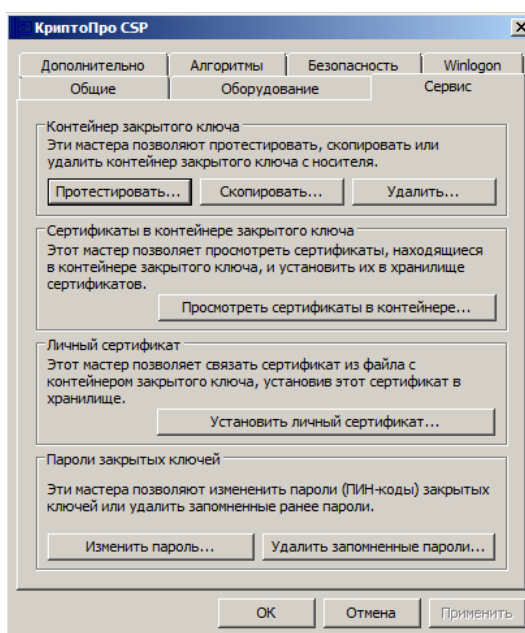 КриптоПро CSP
Дополнительно Алгоритмы Безопасность Winlogon
Общие Оборудование Сервис
Контейнер закрытого ключа
Эти мастера позволяют протестировать, скопировать или
удалить контейнер закрытого ключа с носителя.
Протестировать... Скопировать... Удалить...
Сертификаты в контейнере закрытого ключа
Этот мастер позволяет просмотреть сертификаты, находящиеся
в контейнере закрытого ключа, и установить их в хранилище
сертификатов.
Просмотреть сертификаты в контейнере...
Личный сертификат
Этот мастер позволяет связать сертификат из файла с
контейнером закрытого ключа, установив этот сертификат в
хранилище.
Установить личный сертификат...
Пароли закрытых ключей
Эти мастера позволяют измененить пароли (ПИН-коды) закрытых
ключей или удалить запомненные ранее пароли.
Изменить пароль... Удалить запомненные пароли...
ОК Отмена Применить